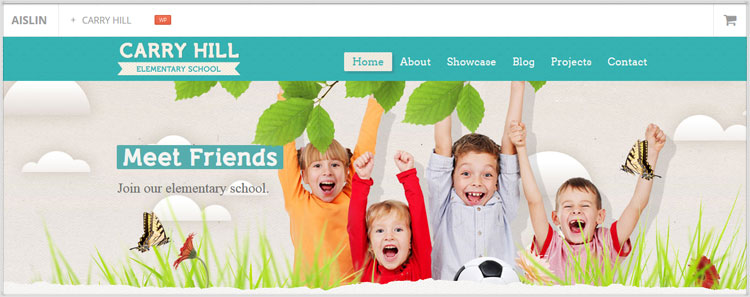 AISLIN
+ CARRY HILL
WP
CARRY HILL
ELEMENTARY SCHOOL
Home About Showcase Blog Projects Contact
Meet Friends
Join our elementary school.